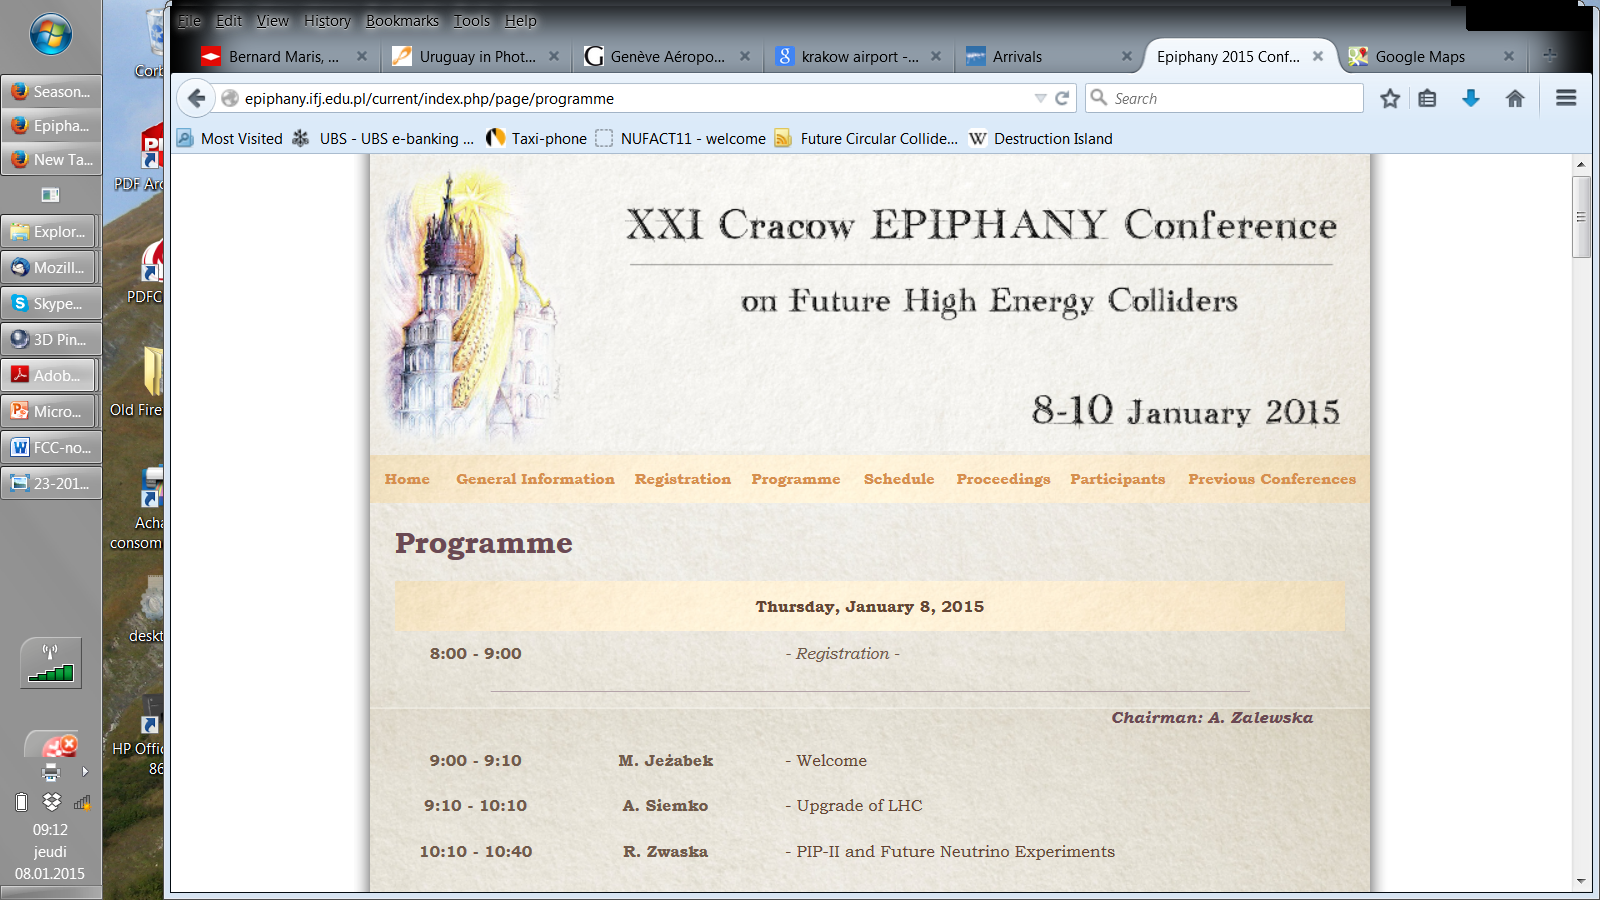 File Edit View History Bookmarks Tools Help
Bernard Maris, ...
Uruguay in Phot...
Genève Aéropo...
krakow airport -...
Arrivals
Epiphany 2015 Conf...
Google Maps
epiphany.ifj.edu.pl/current/index.php/page/programme
Search
Most Visited
UBS - UBS e-banking ...
Taxi-phone
NUFACT11 - welcome
Future Circular Collide...
Destruction Island
Season...
Epipha...
New Ta...
Explor...
Mozill...
Skype...
3D Pin...
Adob...
Micro...
FCC-no...
23-201...
09:12
jeudi
08.01.2015
PDFC
Old Fire
Acha
consom
deskt
HP Offi
86
XXI Cracow EPIPHANY Conference
on Future High Energy Colliders
8-10 January 2015
Home General Information Registration Programme Schedule Proceedings Participants Previous Conferences
Programme
Thursday, January 8, 2015
8:00 - 9:00 - Registration -
Chairman: A. Zalewska
9:00 - 9:10 M. Jeżabek - Welcome
9:10 - 10:10 A. Siemko - Upgrade of LHC
10:10 - 10:40 R. Zwaska - PIP-II and Future Neutrino Experiments